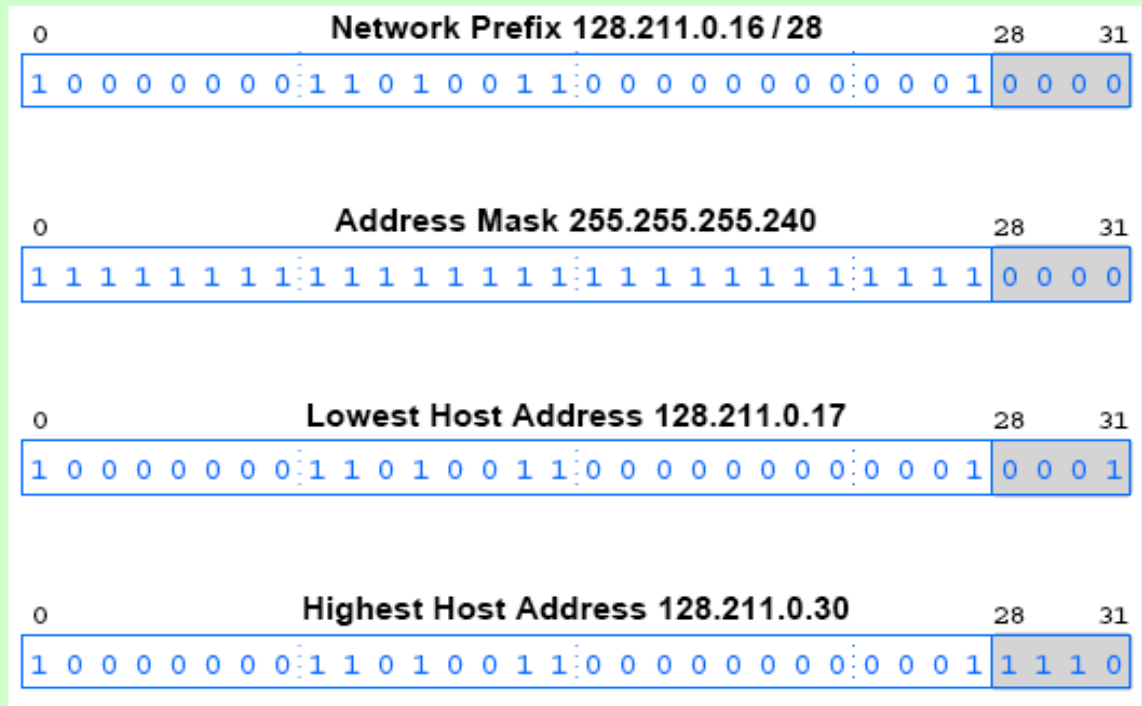 Network Prefix 128.211.0.16 / 28
0 28 31
1 0 0 0 0 0 0 0 1 1 0 1 0 0 1 1 0 0 0 0 0 0 0 0 0 0 0 1 0 0 0 0
Address Mask 255.255.255.240
0 28 31
1 1 1 1 1 1 1 1 1 1 1 1 1 1 1 1 1 1 1 1 1 1 1 1 1 1 1 1 0 0 0 0
Lowest Host Address 128.211.0.17
0 28 31
1 0 0 0 0 0 0 0 1 1 0 1 0 0 1 1 0 0 0 0 0 0 0 0 0 0 0 1 0 0 0 1
Highest Host Address 128.211.0.30
0 28 31
1 0 0 0 0 0 0 0 1 1 0 1 0 0 1 1 0 0 0 0 0 0 0 0 0 0 0 1 1 1 1 0